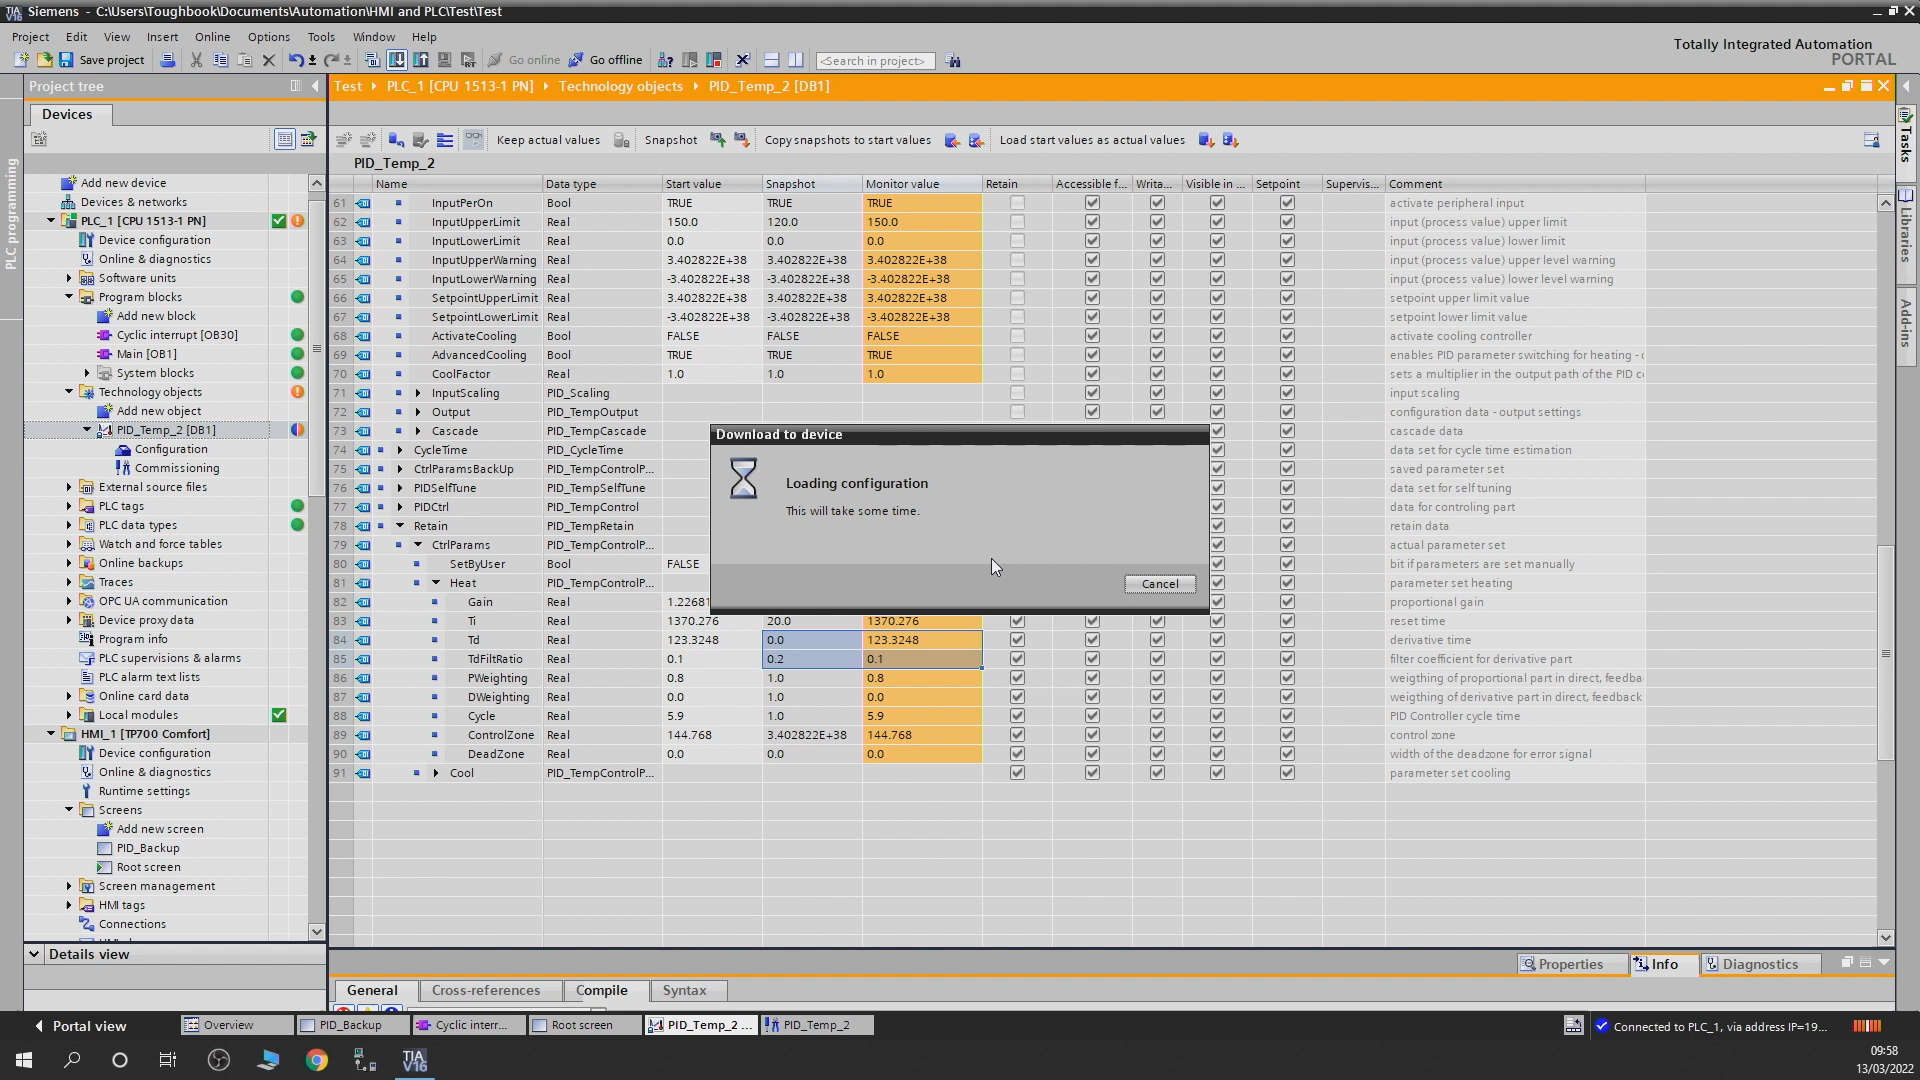 Siemens - C:\Users\Toughbook\Documents\Automation\HMI and PLC\Test\Test
Project Edit View Insert Online Options Tools Window Help
Totally Integrated Automation
PORTAL
Save project
Go online
Go offline
<Search in project>
Project tree
Test PLC_1 [CPU 1513-1 PN] Technology objects PID_Temp_2 [DB1]
Devices
Keep actual values Snapshot Copy snapshots to start values Load start values as actual values
PID_Temp_2
Name Data type Start value Snapshot Monitor value Retain Accessible f... Writa... Visible in ... Setpoint Supervis... Comment
61 InputPerOn Bool TRUE TRUE TRUE activate peripheral input
62 InputUpperLimit Real 150.0 120.0 150.0 input (process value) upper limit
63 InputLowerLimit Real 0.0 0.0 0.0 input (process value) lower limit
64 InputUpperWarning Real 3.402822E+38 3.402822E+38 3.402822E+38 input (process value) upper level warning
65 InputLowerWarning Real -3.402822E+38 -3.402822E+38 -3.402822E+38 input (process value) lower level warning
66 SetpointUpperLimit Real 3.402822E+38 3.402822E+38 3.402822E+38 setpoint upper limit value
67 SetpointLowerLimit Real -3.402822E+38 -3.402822E+38 -3.402822E+38 setpoint lower limit value
68 ActivateCooling Bool FALSE FALSE FALSE activate cooling controller
69 AdvancedCooling Bool TRUE TRUE TRUE enables PID parameter switching for heating - c
70 CoolFactor Real 1.0 1.0 1.0 sets a multiplier in the output path of the PID c
71 InputScaling PID_Scaling input scaling
72 Output PID_TempOutput configuration data - output settings
73 Cascade PID_TempCascade cascade data
74 CycleTime PID_CycleTime data set for cycle time estimation
75 CtrlParamsBackUp PID_TempControlP... saved parameter set
76 PIDSelfTune PID_TempSelfTune data set for self tuning
77 PIDCtrl PID_TempControl data for controling part
78 Retain PID_TempRetain retain data
79 CtrlParams PID_TempControlP... actual parameter set
80 SetByUser Bool FALSE bit if parameters are set manually
81 Heat PID_TempControlP... parameter set heating
82 Gain Real 1.22681 proportional gain
83 Ti Real 1370.276 20.0 1370.276 reset time
84 Td Real 123.3248 0.0 123.3248 derivative time
85 TdFiltRatio Real 0.1 0.2 0.1 filter coefficient for derivative part
86 PWeighting Real 0.8 1.0 0.8 weigthing of proportional part in direct, feedba
87 DWeighting Real 0.0 1.0 0.0 weigthing of derivative part in direct, feedback
88 Cycle Real 5.9 1.0 5.9 PID Controller cycle time
89 ControlZone Real 144.768 3.402822E+38 144.768 control zone
90 DeadZone Real 0.0 0.0 0.0 width of the deadzone for error signal
91 Cool PID_TempControlP... parameter set cooling
Download to device
Loading configuration
This will take some time.
Cancel
PLC programming
Add new device
Devices & networks
PLC_1 [CPU 1513-1 PN]
Device configuration
Online & diagnostics
Software units
Program blocks
Add new block
Cyclic interrupt [OB30]
Main [OB1]
System blocks
Technology objects
Add new object
PID_Temp_2 [DB1]
Configuration
Commissioning
External source files
PLC tags
PLC data types
Watch and force tables
Online backups
Traces
OPC UA communication
Device proxy data
Program info
PLC supervisions & alarms
PLC alarm text lists
Online card data
Local modules
HMI_1 [TP700 Comfort]
Device configuration
Online & diagnostics
Runtime settings
Screens
Add new screen
PID_Backup
Root screen
Screen management
HMI tags
Connections
Details view
Tasks
Libraries
Add-ins
Properties Info Diagnostics
General Cross-references Compile Syntax
Portal view Overview PID_Backup Cyclic interr... Root screen PID_Temp_2 ... PID_Temp_2 Connected to PLC_1, via address IP=19...
TIA
V16
09:58
13/03/2022